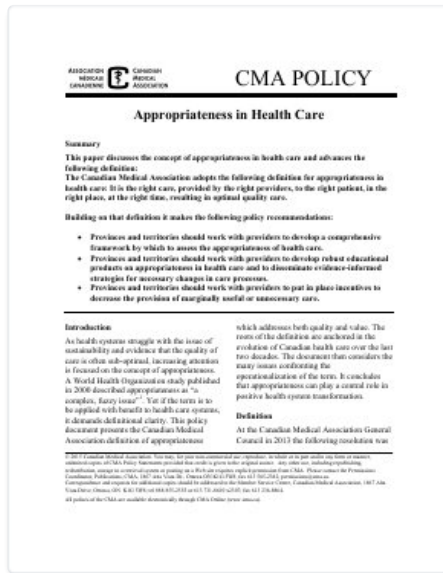 ASSOCIATION
MÉDICALE
CANADIENNE
CANADIAN
MEDICAL
ASSOCIATION
CMA POLICY
Appropriateness in Health Care
Summary
This paper discusses the concept of appropriateness in health care and advances the
following definition:
The Canadian Medical Association adopts the following definition for appropriateness in
health care: It is the right care, provided by the right providers, to the right patient, in the
right place, at the right time, resulting in optimal quality care.
Building on that definition it makes the following policy recommendations:
• Provinces and territories should work with providers to develop a comprehensive
framework by which to assess the appropriateness of health care.
• Provinces and territories should work with providers to develop robust educational
products on appropriateness in health care and to disseminate evidence-informed
strategies for necessary changes in care processes.
• Provinces and territories should work with providers to put in place incentives to
decrease the provision of marginally useful or unnecessary care.
Introduction
As health systems struggle with the issue of
sustainability and evidence that the quality of
care is often sub-optimal, increasing attention
is focused on the concept of appropriateness.
A World Health Organization study published
in 2000 described appropriateness as "a
complex, fuzzy issue"1. Yet if the term is to
be applied with benefit to health care systems,
it demands definitional clarity. This policy
document presents the Canadian Medical
Association definition of appropriateness
which addresses both quality and value. The
roots of the definition are anchored in the
evolution of Canadian health care over the last
two decades. The document then considers the
many issues confronting the
operationalization of the term. It concludes
that appropriateness can play a central role in
positive health system transformation.
Definition
At the Canadian Medical Association General
Council in 2013 the following resolution was
All policies of the CMA are available electronically through CMA Online